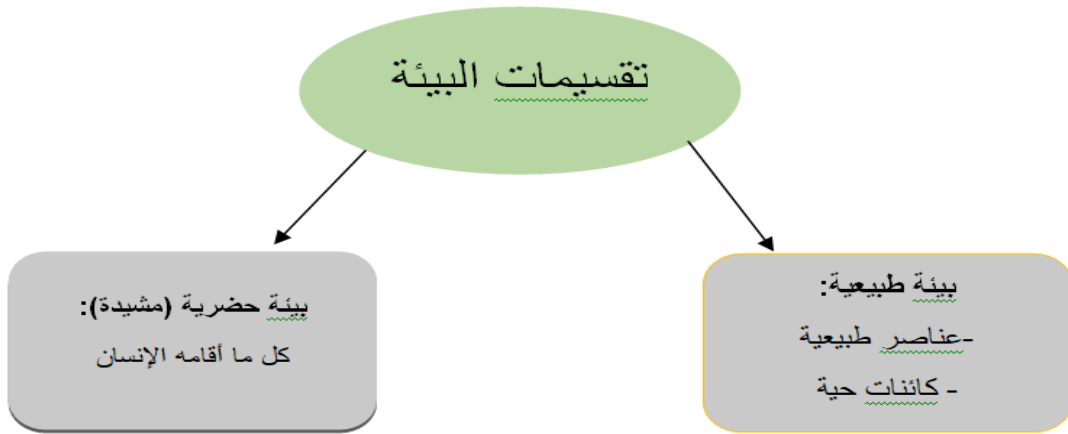 تقسيمات البيئة
بيئة طبيعية:
-عناصر طبيعية
- كائنات حية
بيئة حضرية (مشيدة):
كل ما أقامه الإنسان